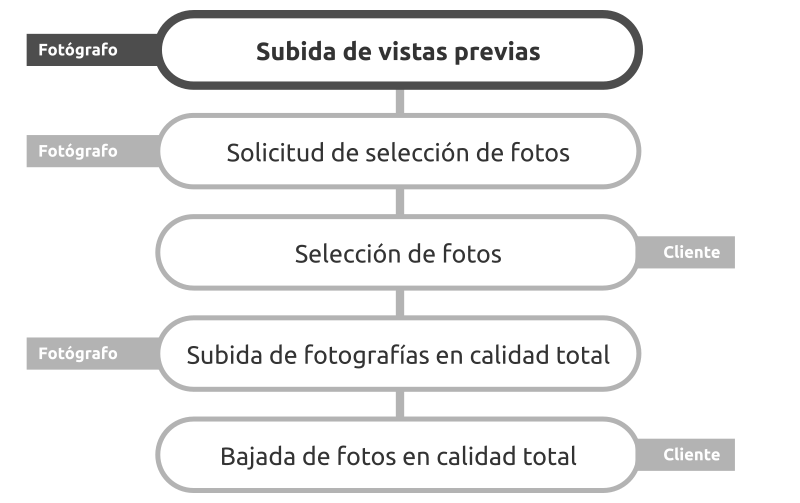 Fotógrafo
Subida de vistas previas
Fotógrafo
Solicitud de selección de fotos
Selección de fotos
Cliente
Fotógrafo
Subida de fotografías en calidad total
Bajada de fotos en calidad total
Cliente